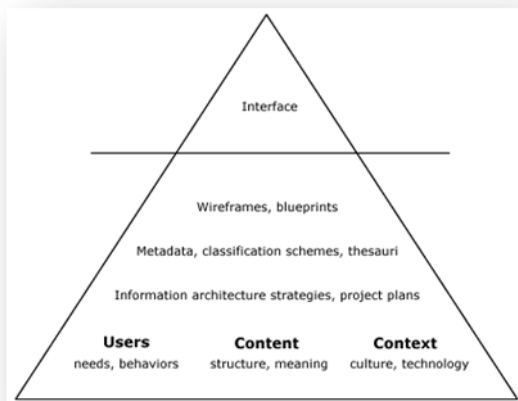 Interface
Wireframes, blueprints
Metadata, classification schemes, thesauri
Information architecture strategies, project plans
Users Content Context
needs, behaviors structure, meaning culture, technology